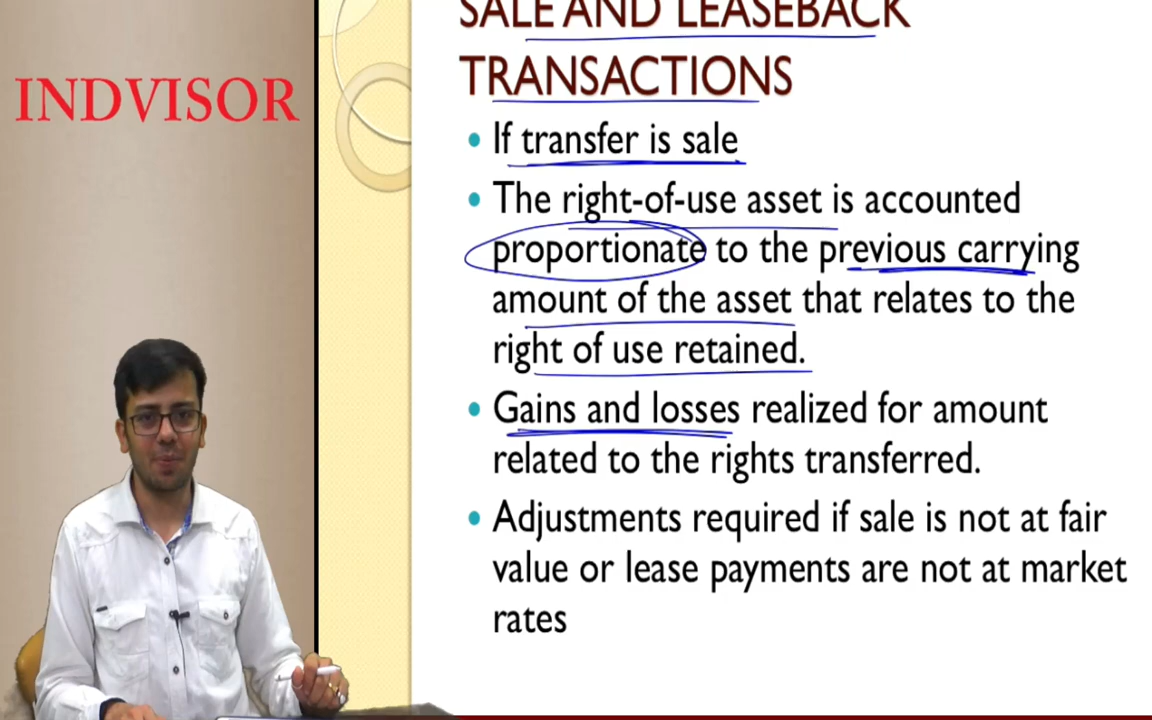 INDVISOR
SALE AND LEASEBACK
TRANSACTIONS
• If transfer is sale
• The right-of-use asset is accounted
proportionate to the previous carrying
amount of the asset that relates to the
right of use retained.
• Gains and losses realized for amount
related to the rights transferred.
• Adjustments required if sale is not at fair
value or lease payments are not at market
rates